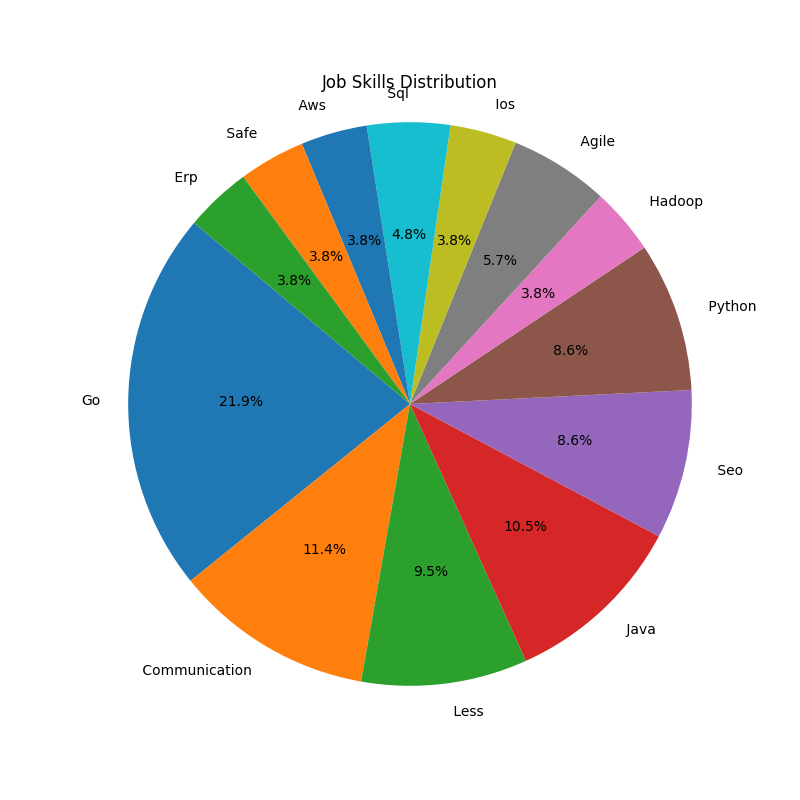 Job Skills Distribution
Sql
Aws
Ios
Safe
Agile
Erp
Hadoop
Python
Go
Seo
Java
Communication
Less
4.8%
3.8%
3.8%
3.8%
5.7%
3.8%
3.8%
8.6%
21.9%
8.6%
10.5%
11.4%
9.5%